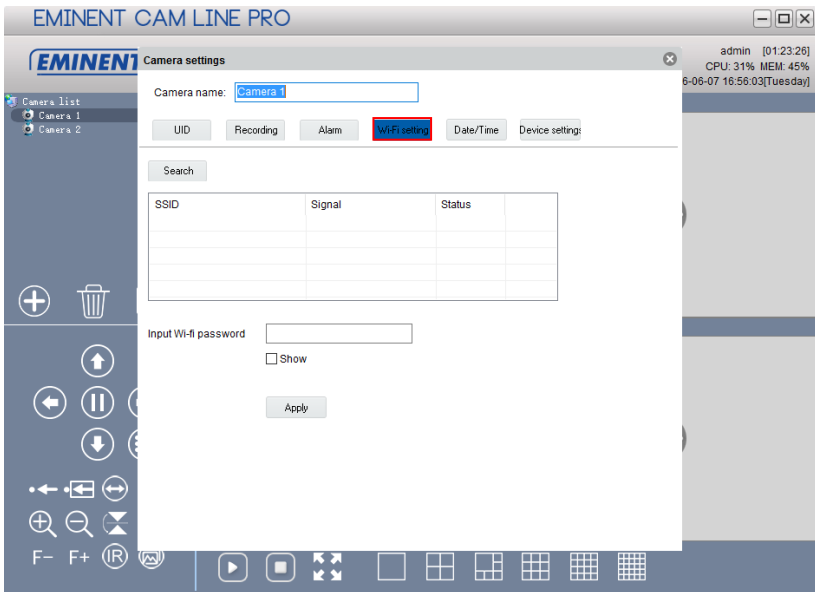 EMINENT CAM LINE PRO
EMINENT
admin [01:23:26]
CPU: 31% MEM: 45%
6-06-07 16:56:03[Tuesday]
Camera settings
Camera list
Camera 1
Camera 2
Camera name: Camera 1
UID Recording Alarm Wi-Fi setting Date/Time Device settings
Search
SSID Signal Status
Input Wi-fi password
Show
Apply
F- F+ IR